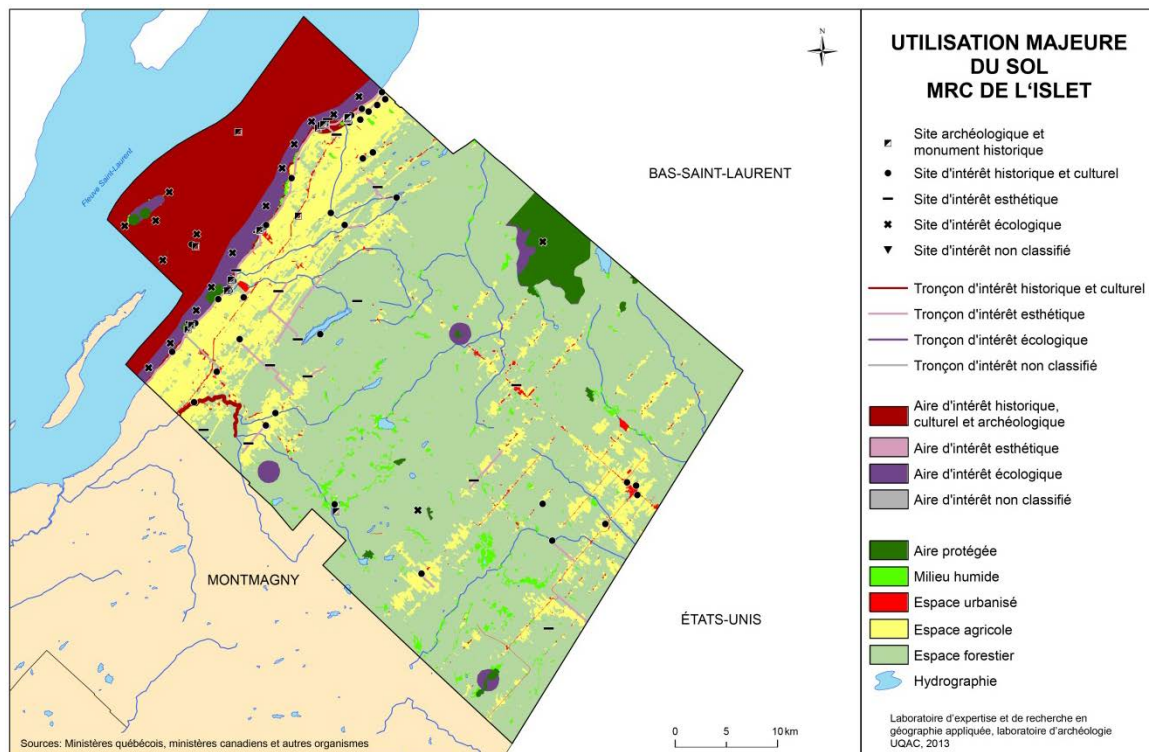 UTILISATION MAJEURE
DU SOL
MRC DE L'ISLET
Site archéologique et
monument historique
Site d'intérêt historique et culturel
Site d'intérêt esthétique
Site d'intérêt écologique
Site d'intérêt non classifié
Tronçon d'intérêt historique et culturel
Tronçon d'intérêt esthétique
Tronçon d'intérêt écologique
Tronçon d'intérêt non classifié
Aire d'intérêt historique,
culturel et archéologique
Aire d'intérêt esthétique
Aire d'intérêt écologique
Aire d'intérêt non classifié
Aire protégée
Milieu humide
Espace urbanisé
Espace agricole
Espace forestier
Hydrographie
Laboratoire d'expertise et de recherche en
géographie appliquée, laboratoire d'archéologie
UQAC, 2013
N
Fleuve Saint-Laurent
BAS-SAINT-LAURENT
MONTMAGNY
ÉTATS-UNIS
0 5 10 km
Sources: Ministères québécois, ministères canadiens et autres organismes